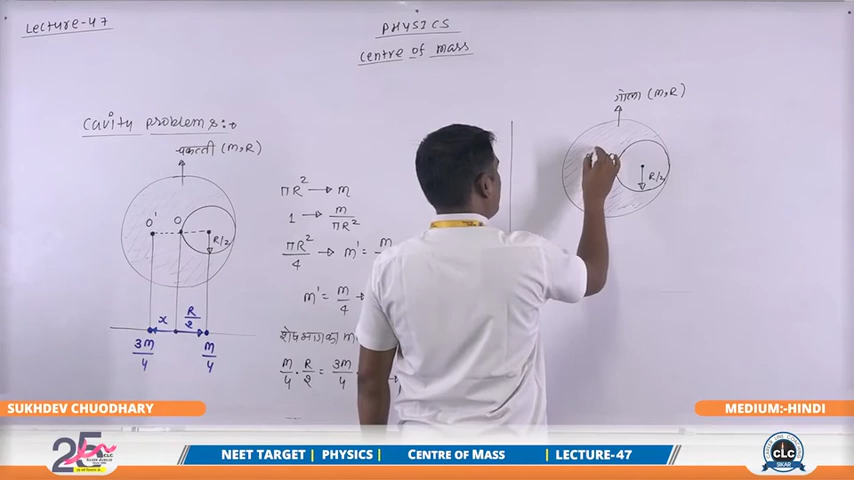 Lecture-47
PHYSICS
Centre of mass
Cavity problems:-
चकती (M,R)
O' O R/2
x R/2
3M/4 M/4
πR² → M
1 → M/πR²
πR²/4 → M' = M
M' = M/4
शेष भाग का m
M/4 · R/2 = 3M/4 ·
गोला (M,R)
R/2
SUKHDEV CHUODHARY
MEDIUM:-HINDI
NEET TARGET | PHYSICS | CENTRE OF MASS | LECTURE-47
25
CLC
CLC
SIKAR